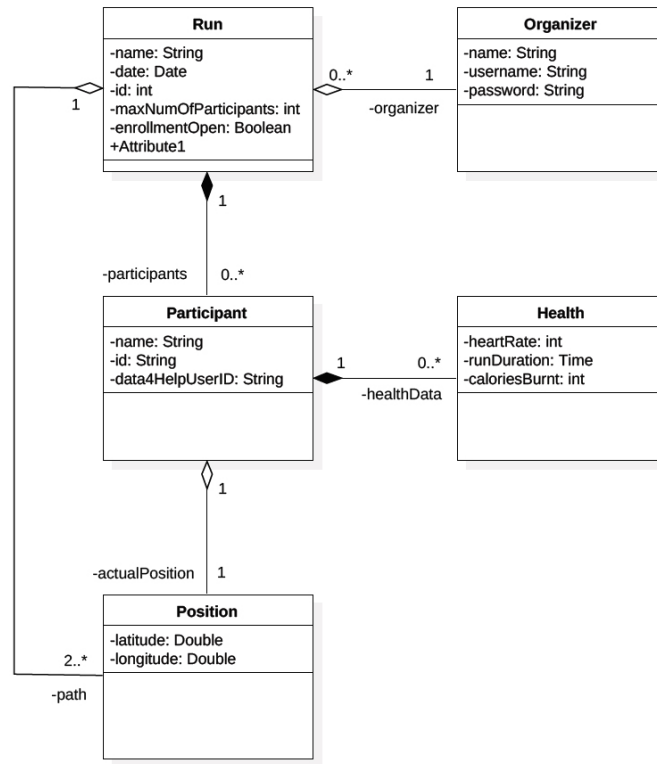 Run
-name: String
-date: Date
-id: int
-maxNumOfParticipants: int
-enrollmentOpen: Boolean
+Attribute1
Organizer
-name: String
-username: String
-password: String
0..*
1
-organizer
1
1
-participants
0..*
Participant
-name: String
-id: String
-data4HelpUserID: String
1
0..*
-healthData
Health
-heartRate: int
-runDuration: Time
-caloriesBurnt: int
1
-actualPosition
1
Position
-latitude: Double
-longitude: Double
2..*
-path